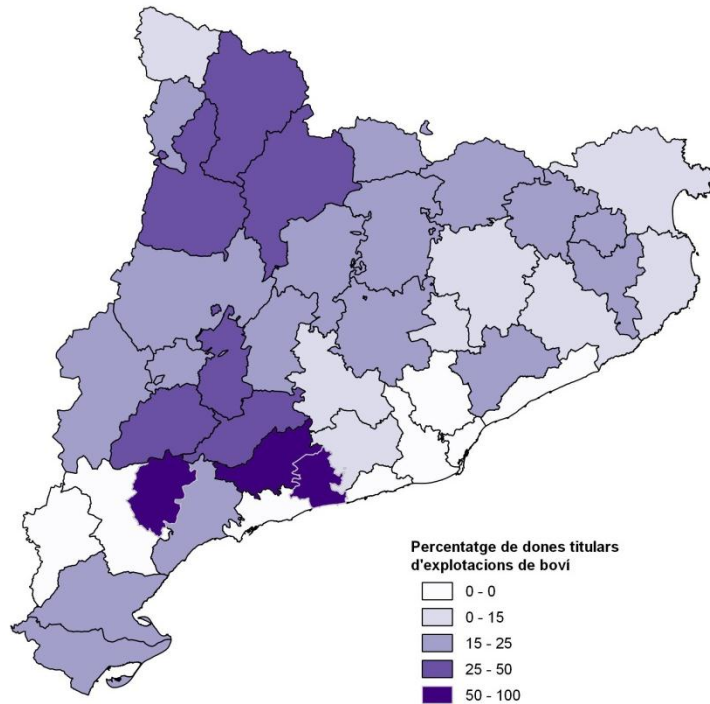 Percentatge de dones titulars
d'explotacions de boví
0 - 0
0 - 15
15 - 25
25 - 50
50 - 100